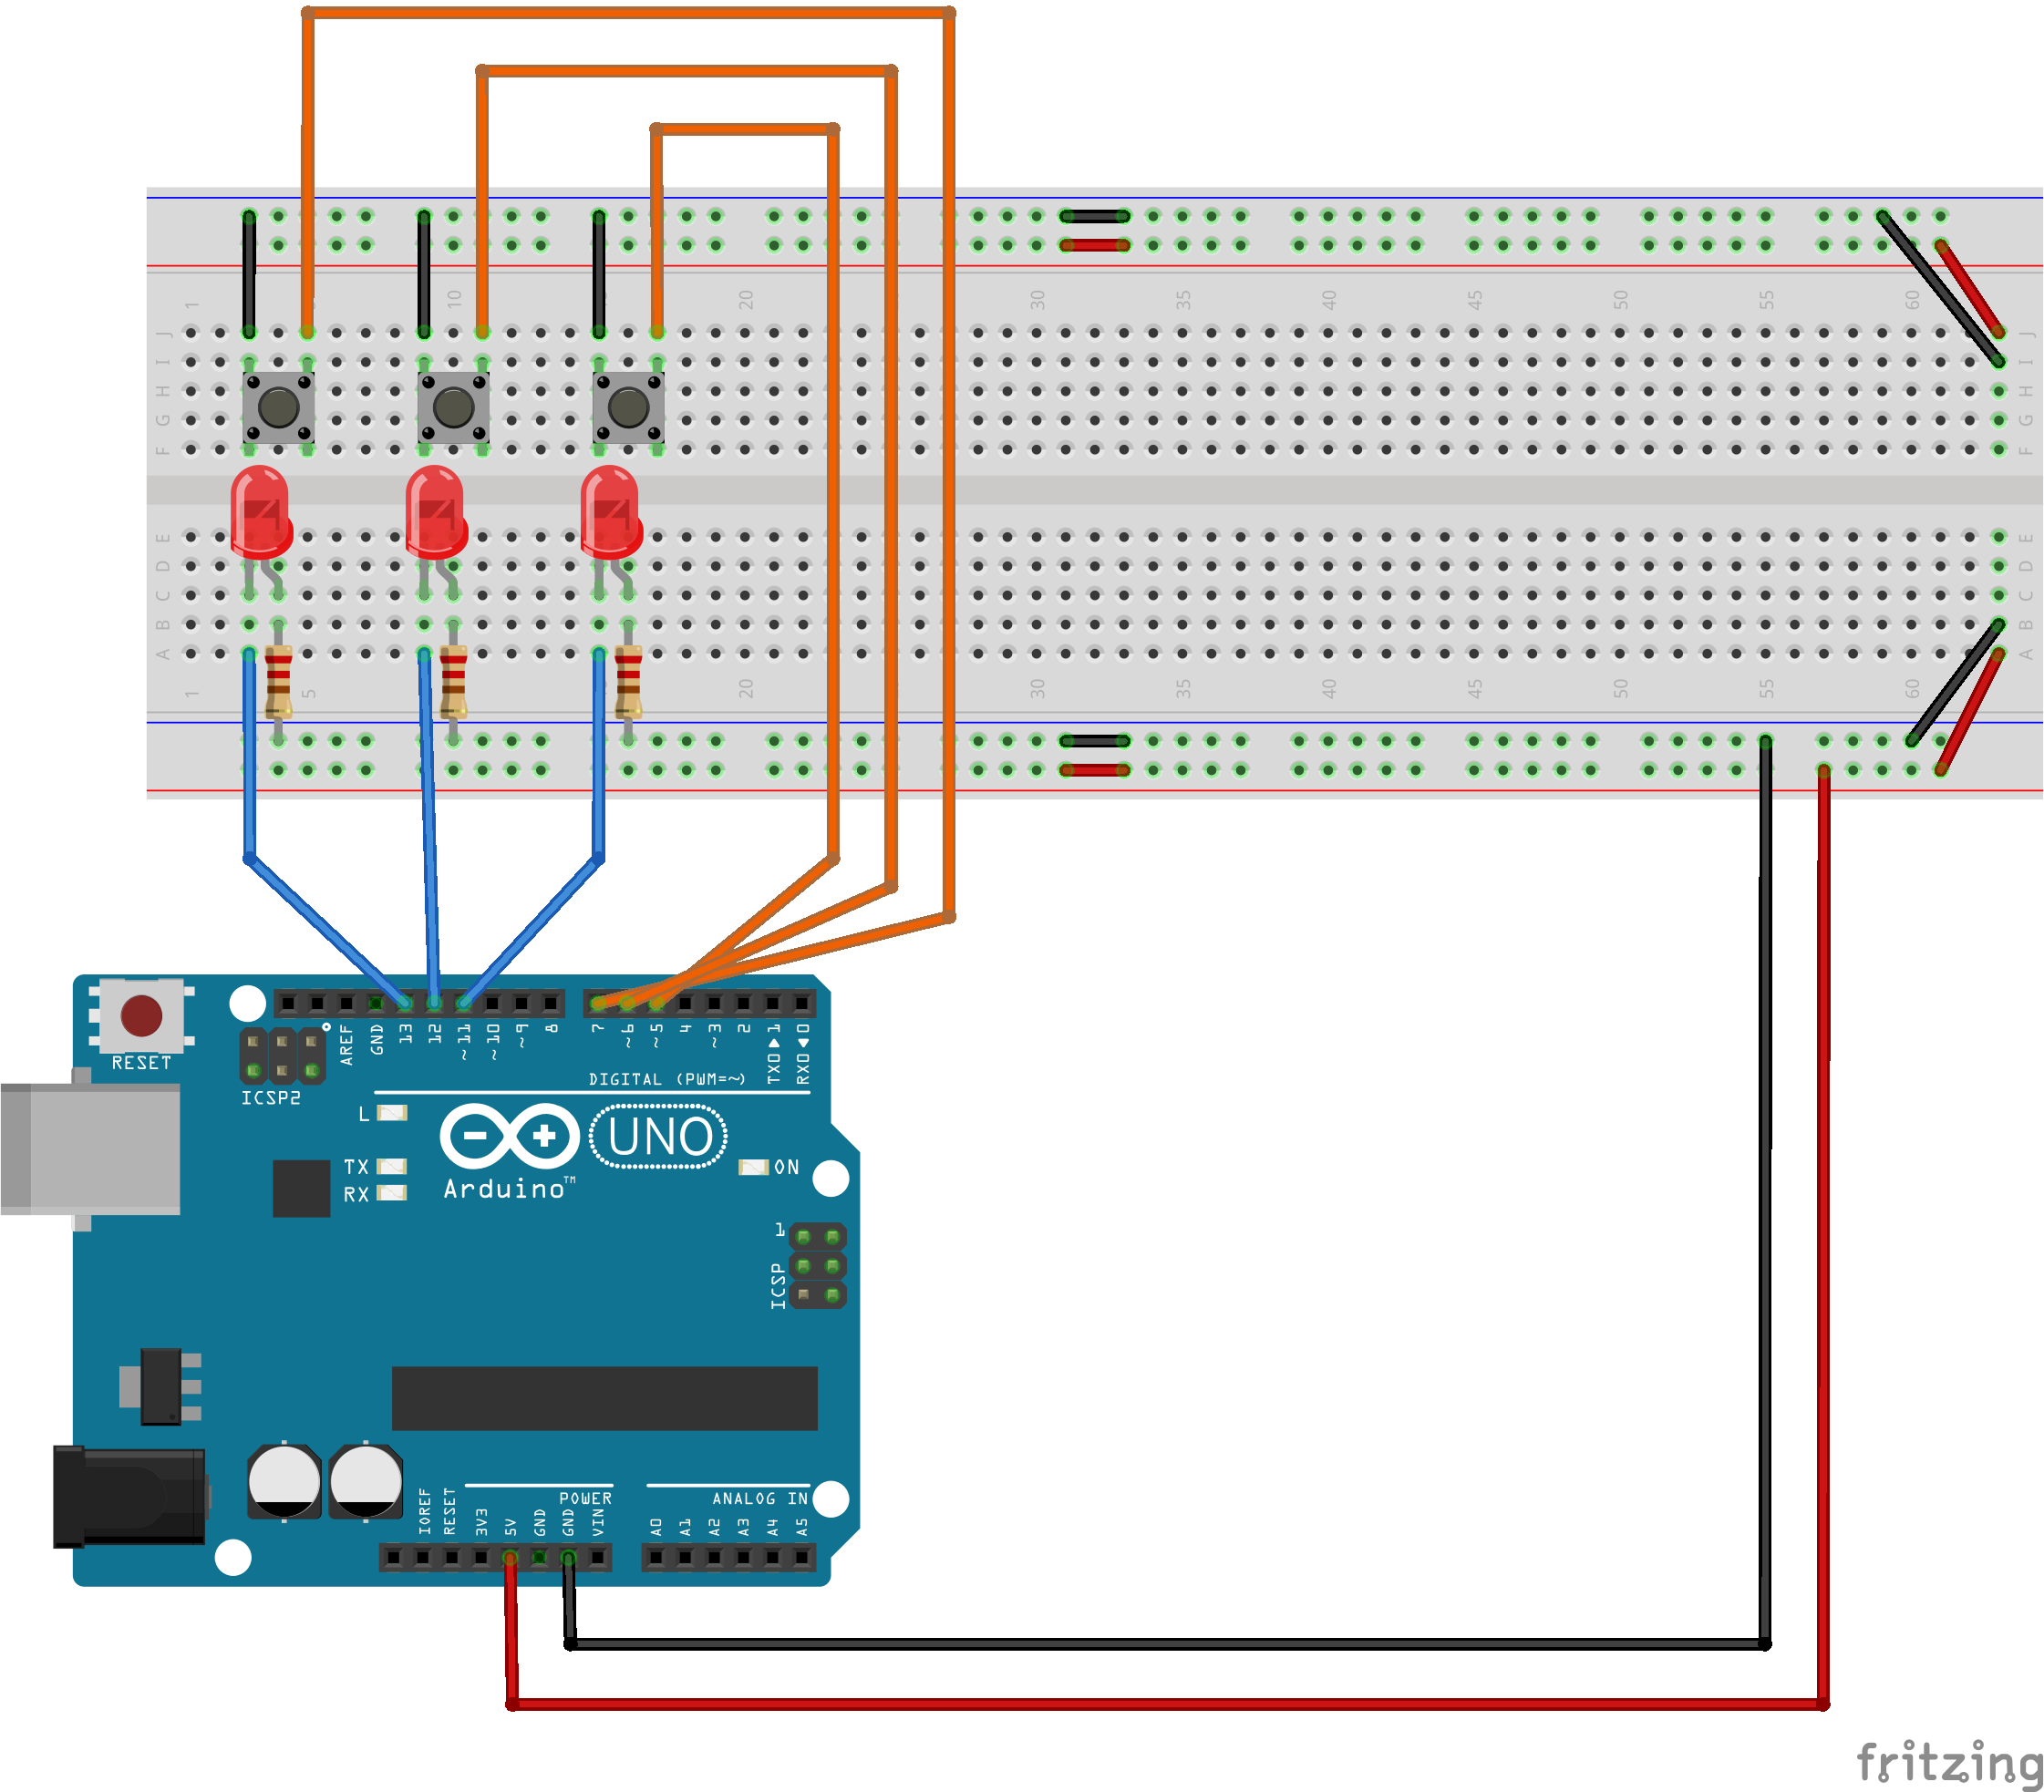 1 10 20 30 35 40 45 50 55 60
J J
I I
H H
G G
F F
E E
D D
C C
B B
A A
1 5 20 30 35 40 45 50 55 60
AREF GND 13 12 ~11 ~10 ~9 8 7 ~6 ~5 4 ~3 2 TX0▶1 RX0◀0
RESET
DIGITAL (PWM=~)
ICSP2
L
UNO
TX ON
RX
Arduino™
1
ICSP
POWER ANALOG IN
IOREF RESET 3V3 5V GND GND VIN A0 A1 A2 A3 A4 A5
fritzing